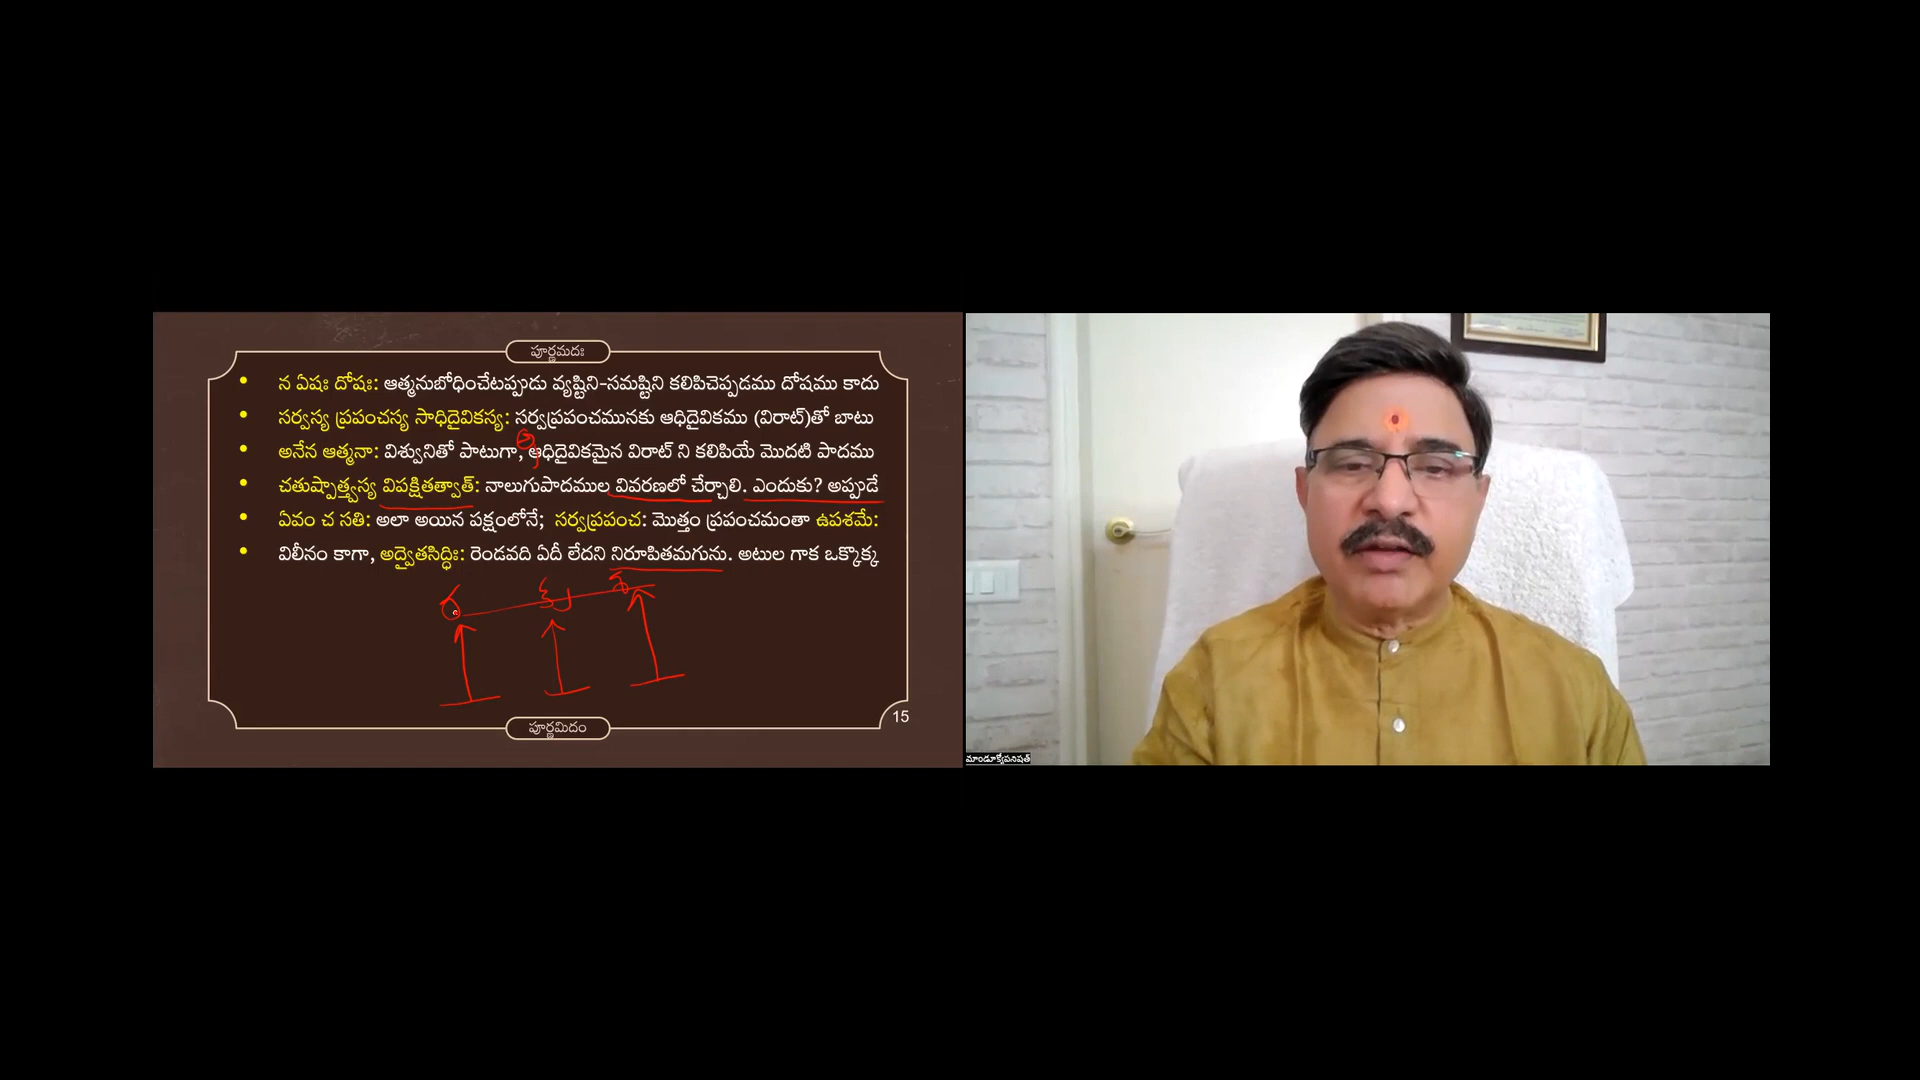 పూర్ణమదః
• న ఏషః దోషః: ఆత్మనుబోధించేటప్పుడు వ్యష్టిని-సమష్టిని కలిపిచెప్పడము దోషము కాదు
• సర్వస్య ప్రపంచస్య సాధిదైవికస్య: సర్వప్రపంచమునకు ఆధిదైవికము (విరాట్)తో బాటు
• అనేన ఆత్మనా: విశ్వునితో పాటుగా, ఆధిదైవికమైన విరాట్ ని కలిపియే మొదటి పాదము
• చతుష్పాత్త్వస్య విపక్షితత్వాత్: నాలుగుపాదముల వివరణలో చేర్చాలి. ఎందుకు? అప్పుడే
• ఏవం చ సతి: అలా అయిన పక్షంలోనే; సర్వప్రపంచ: మొత్తం ప్రపంచమంతా ఉపశమే:
• విలీనం కాగా, అద్వైతసిద్ధిః: రెండవది ఏదీ లేదని నిరూపితమగును. అటుల గాక ఒక్కొక్క
15
పూర్ణమిదం
మాండూక్యోపనిషత్